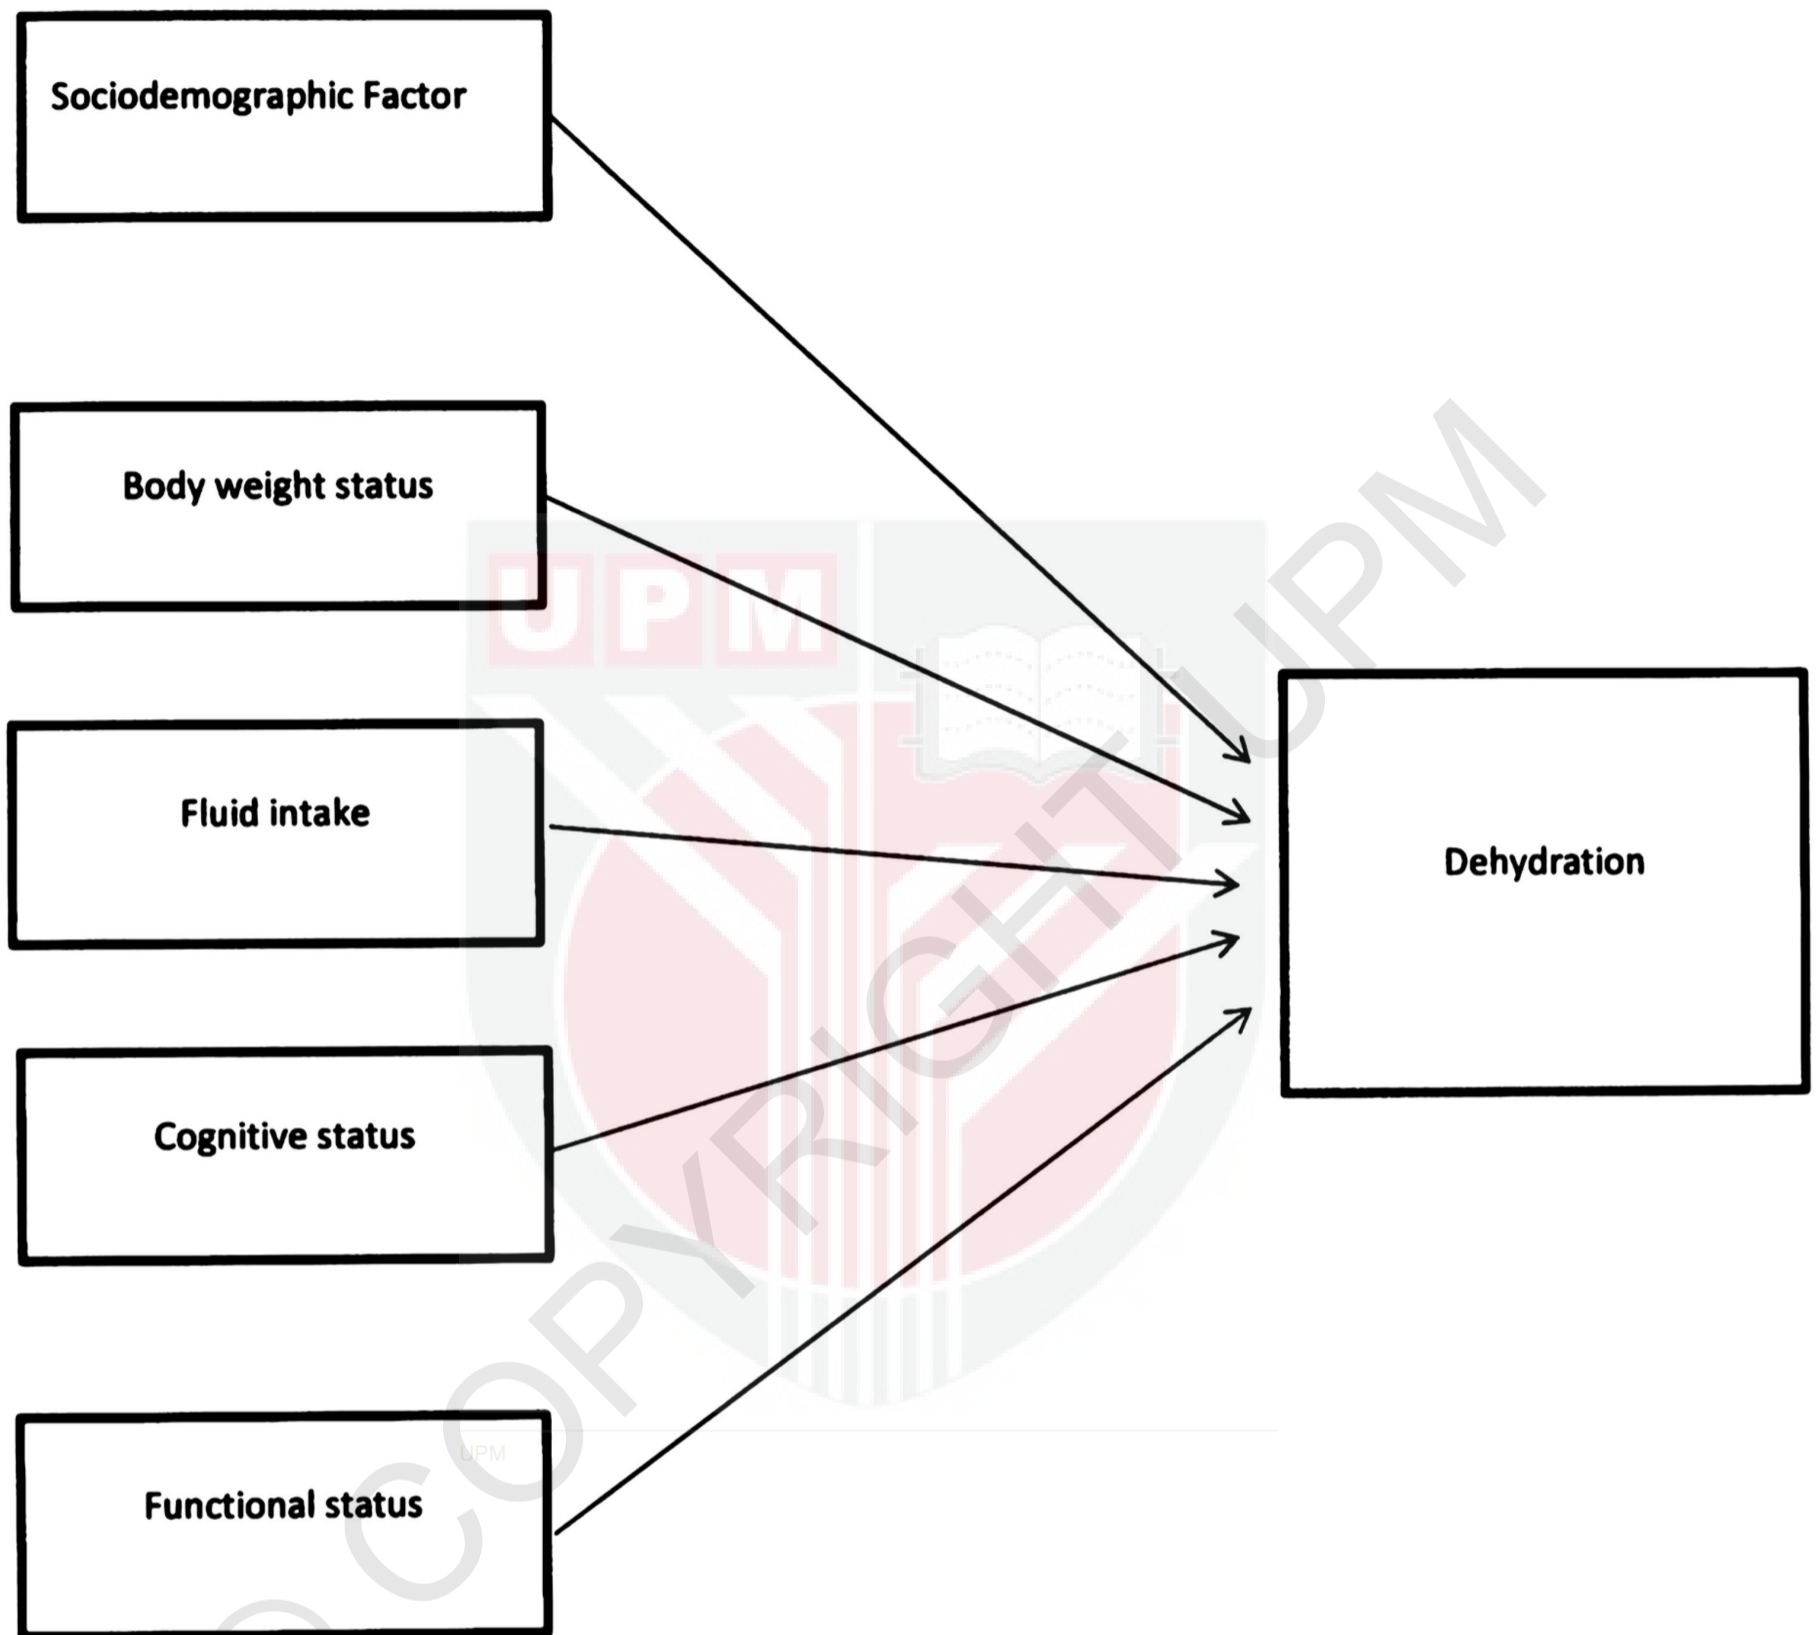 Sociodemographic Factor
Body weight status
UPM
Fluid intake
Dehydration
Cognitive status
Functional status
UPM
COPYRIGHT UPM